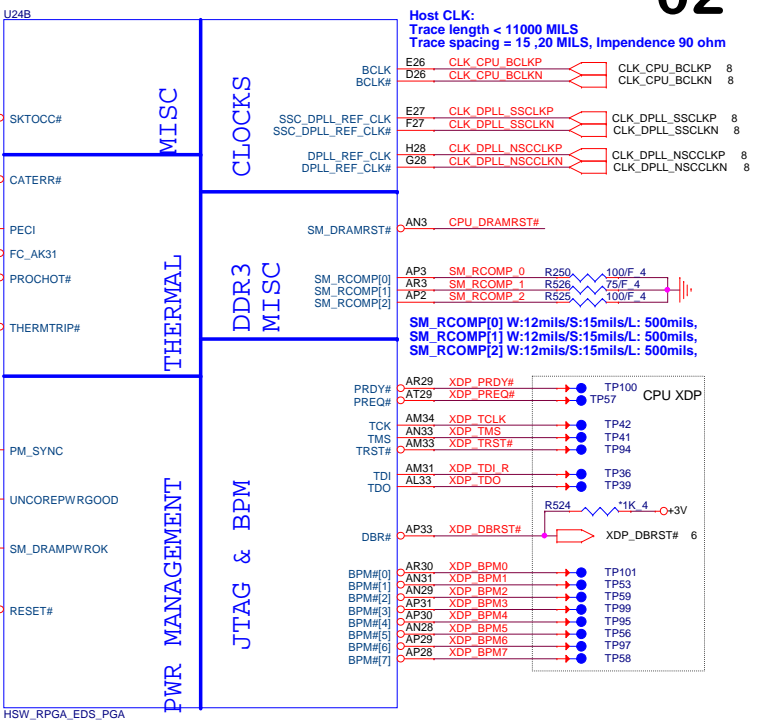 02
U24B
Host CLK:
Trace length < 11000 MILS
Trace spacing = 15 ,20 MILS, Impendence 90 ohm
MISC
THERMAL
PWR MANAGEMENT
CLOCKS
DDR3
MISC
JTAG & BPM
SKTOCC#
CATERR#
PECI
FC_AK31
PROCHOT#
THERMTRIP#
PM_SYNC
UNCOREPWRGOOD
SM_DRAMPWROK
RESET#
BCLK E26 CLK_CPU_BCLKP CLK_CPU_BCLKP 8
BCLK# D26 CLK_CPU_BCLKN CLK_CPU_BCLKN 8
SSC_DPLL_REF_CLK E27 CLK_DPLL_SSCLKP CLK_DPLL_SSCLKP 8
SSC_DPLL_REF_CLK# F27 CLK_DPLL_SSCLKN CLK_DPLL_SSCLKN 8
DPLL_REF_CLK H28 CLK_DPLL_NSCCLKP CLK_DPLL_NSCCLKP 8
DPLL_REF_CLK# G28 CLK_DPLL_NSCCLKN CLK_DPLL_NSCCLKN 8
SM_DRAMRST# AN3 CPU_DRAMRST#
SM_RCOMP[0] AP3 SM_RCOMP_0 R250 100/F_4
SM_RCOMP[1] AR3 SM_RCOMP_1 R526 75/F_4
SM_RCOMP[2] AP2 SM_RCOMP_2 R525 100/F_4
SM_RCOMP[0] W:12mils/S:15mils/L: 500mils,
SM_RCOMP[1] W:12mils/S:15mils/L: 500mils,
SM_RCOMP[2] W:12mils/S:15mils/L: 500mils,
CPU XDP
PRDY# AR29 XDP_PRDY# TP100
PREQ# AT29 XDP_PREQ# TP57
TCK AM34 XDP_TCLK TP42
TMS AN33 XDP_TMS TP41
TRST# AM33 XDP_TRST# TP94
TDI AM31 XDP_TDI_R TP36
TDO AL33 XDP_TDO TP39
R524 *1K_4 +3V
DBR# AP33 XDP_DBRST# XDP_DBRST# 6
BPM#[0] AR30 XDP_BPM0 TP101
BPM#[1] AN31 XDP_BPM1 TP53
BPM#[2] AN29 XDP_BPM2 TP59
BPM#[3] AP31 XDP_BPM3 TP99
BPM#[4] AP30 XDP_BPM4 TP95
BPM#[5] AN28 XDP_BPM5 TP56
BPM#[6] AP29 XDP_BPM6 TP97
BPM#[7] AP28 XDP_BPM7 TP58
HSW_RPGA_EDS_PGA